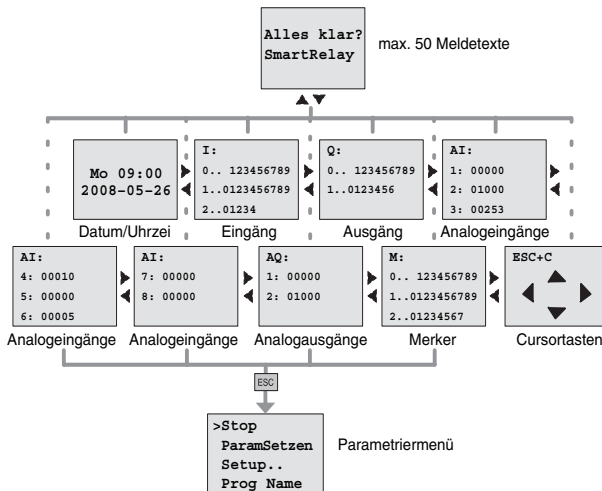 Alles klar?
SmartRelay
max. 50 Meldetexte
Mo 09:00
2008-05-26
Datum/Uhrzei
I:
0.. 123456789
1..0123456789
2..01234
Eingäng
Q:
0.. 123456789
1..0123456
Ausgäng
AI:
1: 00000
2: 01000
3: 00253
Analogeingänge
AI:
4: 00010
5: 00000
6: 00005
Analogeingänge
AI:
7: 00000
8: 00000
Analogeingänge
AQ:
1: 00000
2: 01000
Analogausgänge
M:
0.. 123456789
1..0123456789
2..01234567
Merker
ESC+C
Cursortasten
ESC
>Stop
ParamSetzen
Setup..
Prog Name
Parametriermenü